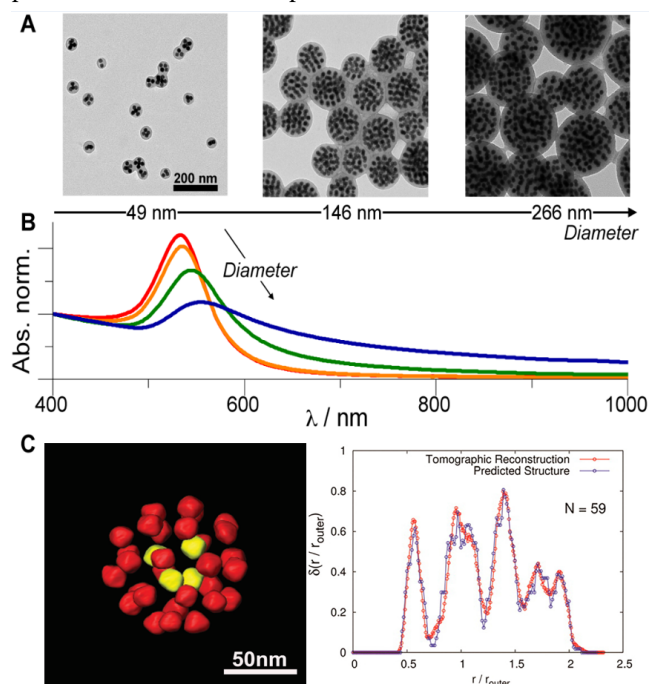 A
200 nm
49 nm 146 nm 266 nm
Diameter
B
Diameter
Abs. norm.
400 600 800 1000
λ / nm
C
50nm
Tomographic Reconstruction
Predicted Structure
N = 59
δ(r / r_outer)
1
0.8
0.6
0.4
0.2
0
0 0.5 1 1.5 2 2.5
r / r_outer